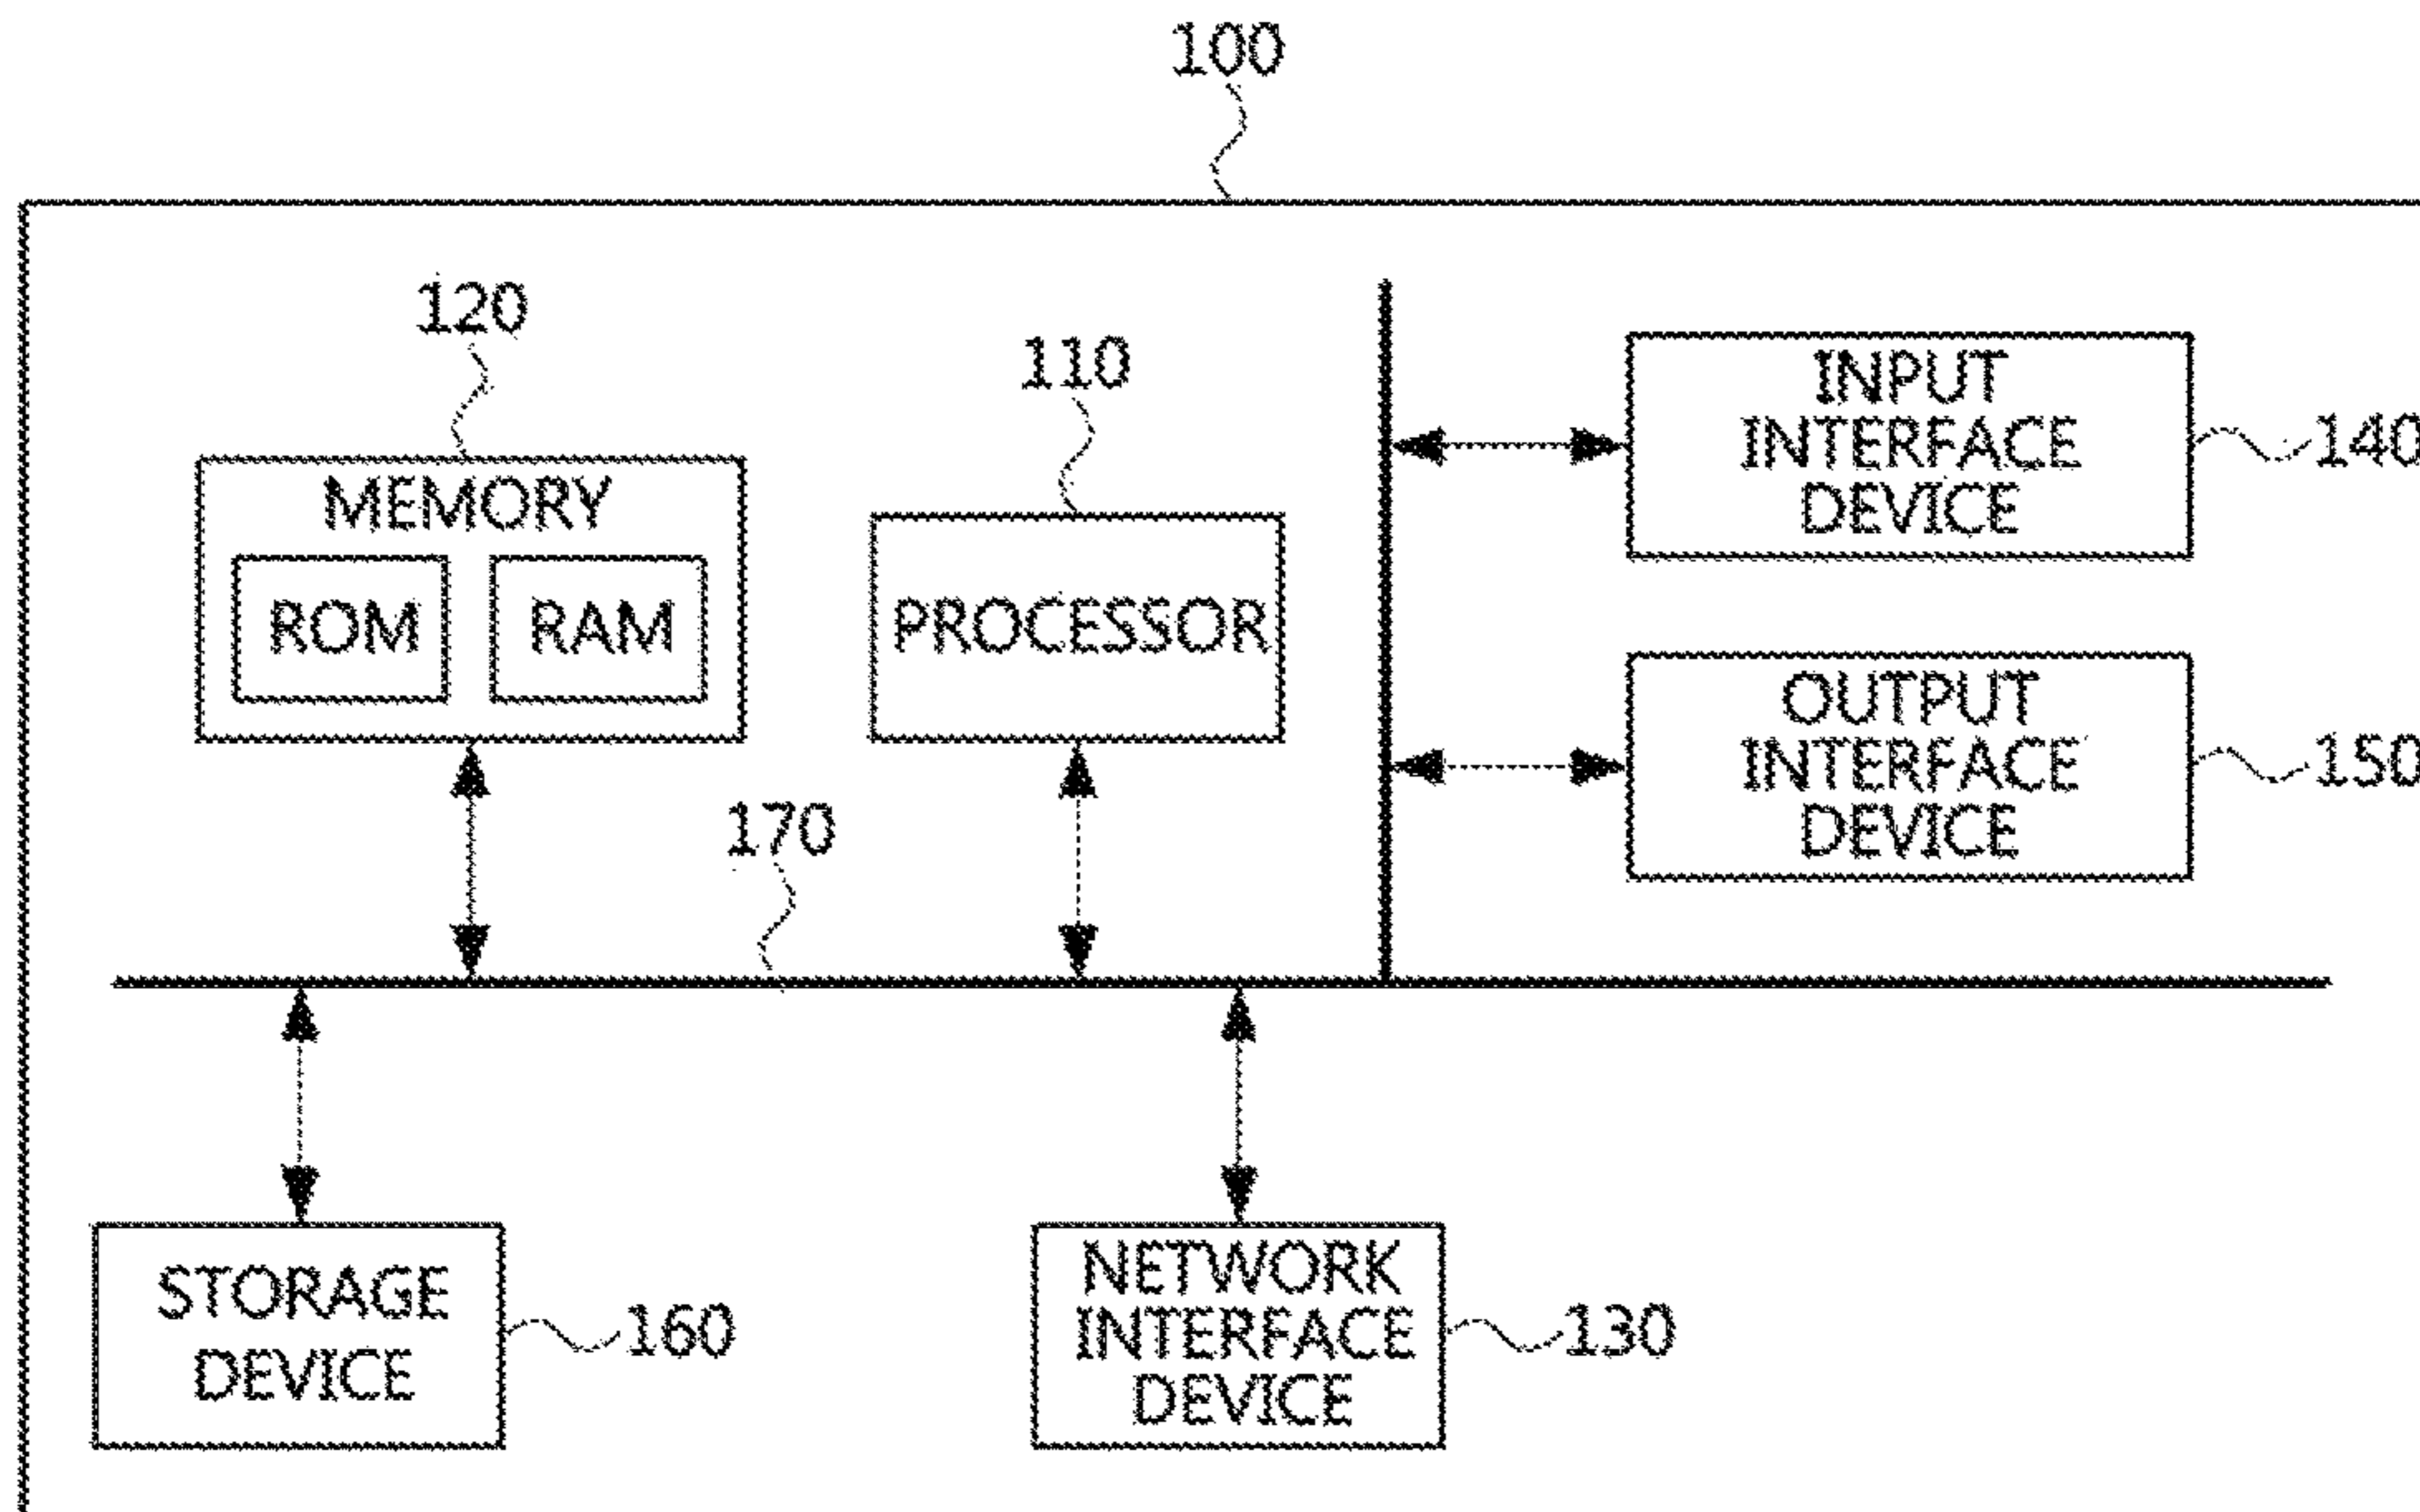 100
120
110
MEMORY
ROM
RAM
PROCESSOR
INPUT
INTERFACE
DEVICE
140
OUTPUT
INTERFACE
DEVICE
150
170
STORAGE
DEVICE
160
NETWORK
INTERFACE
DEVICE
130